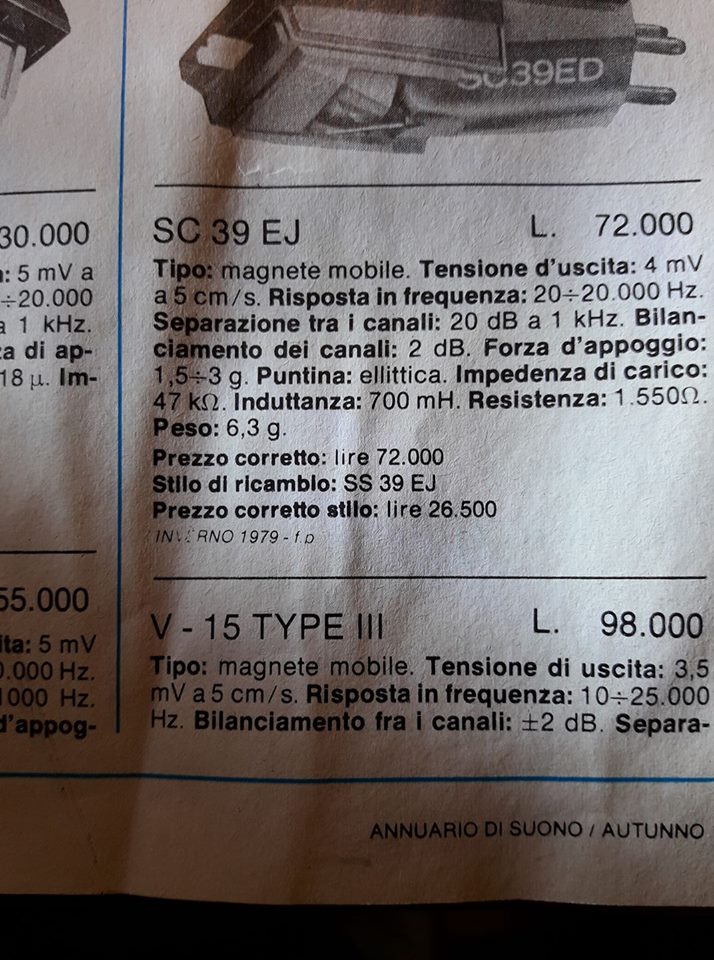 SC39ED
30.000
: 5 mV a
÷20.000
a 1 kHz.
za di ap-
18 µ. Im-
55.000
ita: 5 mV
0.000 Hz.
1000 Hz.
d'appog-
SC 39 EJ L. 72.000
Tipo: magnete mobile. Tensione d'uscita: 4 mV
a 5 cm/s. Risposta in frequenza: 20÷20.000 Hz.
Separazione tra i canali: 20 dB a 1 kHz. Bilan-
ciamento dei canali: 2 dB. Forza d'appoggio:
1,5÷3 g. Puntina: ellittica. Impedenza di carico:
47 kΩ. Induttanza: 700 mH. Resistenza: 1.550Ω.
Peso: 6,3 g.
Prezzo corretto: lire 72.000
Stilo di ricambio: SS 39 EJ
Prezzo corretto stilo: lire 26.500
INVERNO 1979 - f.p
V - 15 TYPE III L. 98.000
Tipo: magnete mobile. Tensione di uscita: 3,5
mV a 5 cm/s. Risposta in frequenza: 10÷25.000
Hz. Bilanciamento fra i canali: ±2 dB. Separa-
ANNUARIO DI SUONO / AUTUNNO